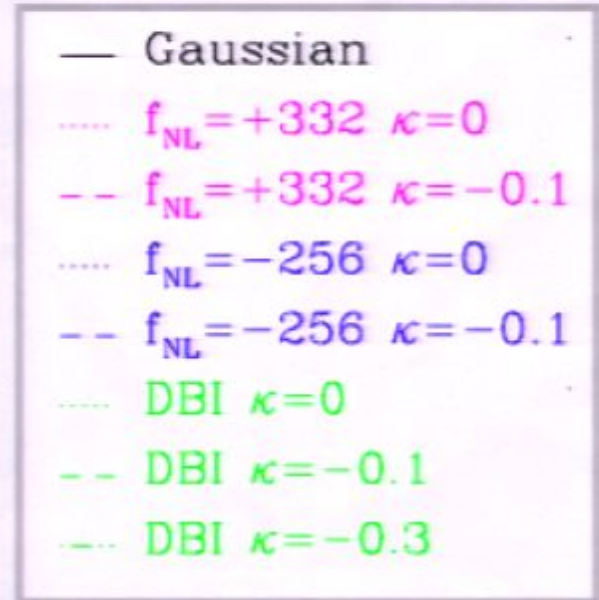 Gaussian
f_NL=+332 κ=0
f_NL=+332 κ=-0.1
f_NL=-256 κ=0
f_NL=-256 κ=-0.1
DBI κ=0
DBI κ=-0.1
DBI κ=-0.3